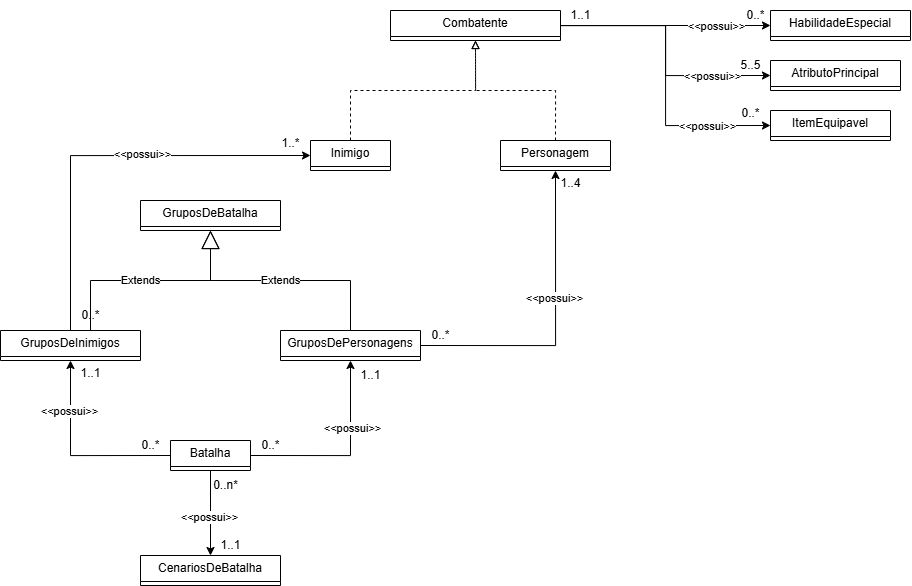 Combatente
1..1
<<possui>>
0..*
HabilidadeEspecial
<<possui>>
5..5
AtributoPrincipal
<<possui>>
0..*
ItemEquipavel
<<possui>>
1..*
Inimigo
Personagem
1..4
GruposDeBatalha
Extends
Extends
<<possui>>
0..*
GruposDeInimigos
GruposDePersonagens
0..*
1..1
1..1
<<possui>>
<<possui>>
0..*
Batalha
0..*
0..n*
<<possui>>
1..1
CenariosDeBatalha